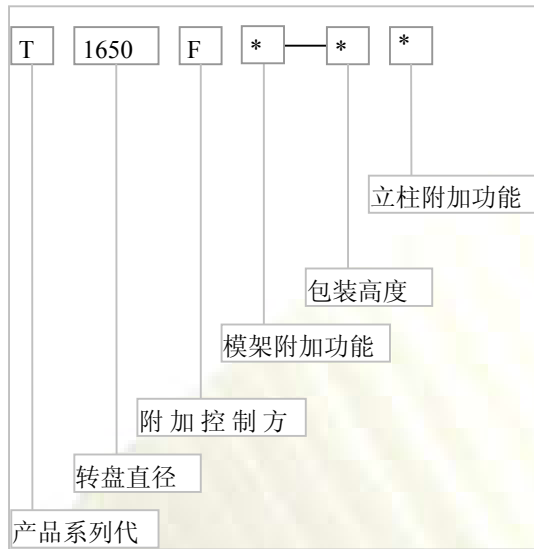 T 1650 F * — * *
立柱附加功能
包装高度
模架附加功能
附加控制方
转盘直径
产品系列代